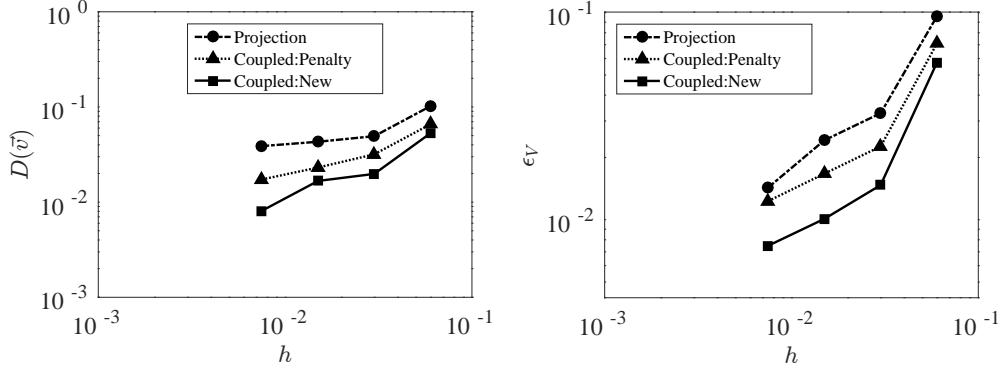 10^0
10^-1
10^-2
10^-3
D(\vec{v})
Projection
Coupled:Penalty
Coupled:New
10^-3
10^-2
10^-1
h
10^-1
10^-2
ϵ_V
Projection
Coupled:Penalty
Coupled:New
10^-3
10^-2
10^-1
h